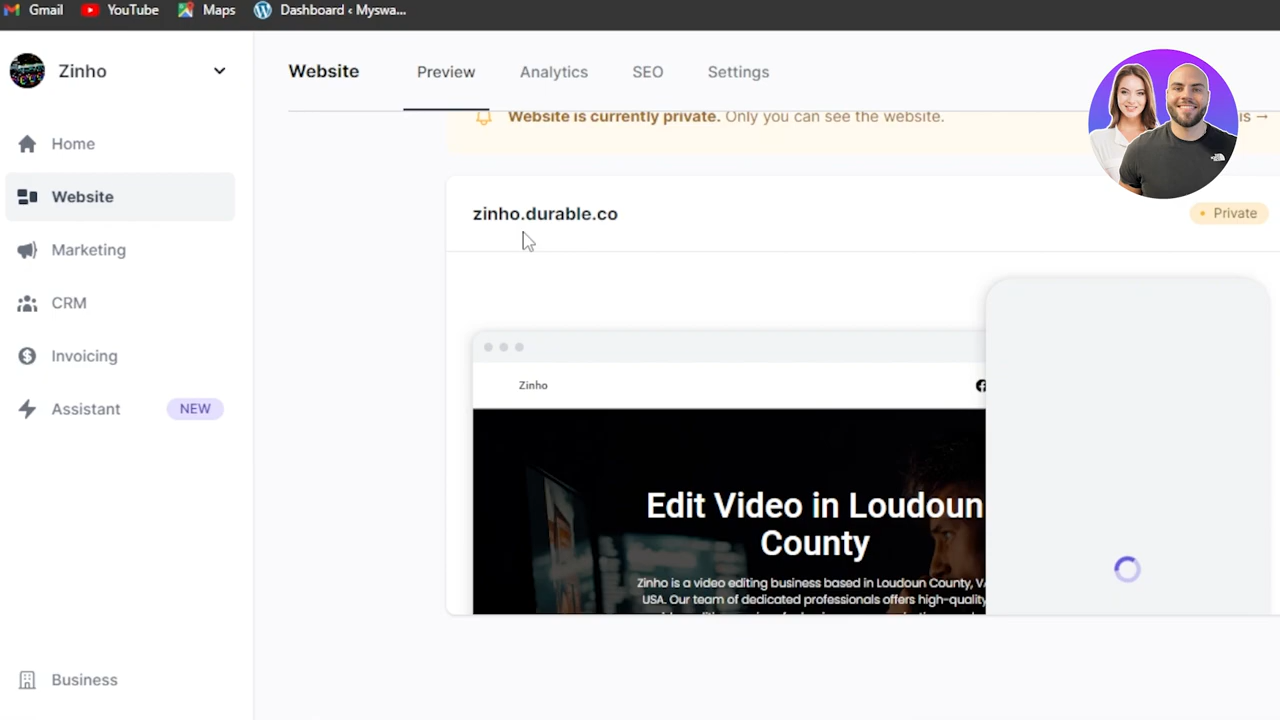 Gmail YouTube Maps Dashboard ‹ Myswa...
Zinho
Website Preview Analytics SEO Settings
Website is currently private. Only you can see the website.
Home
Website
Marketing
CRM
Invoicing
Assistant NEW
Business
zinho.durable.co
Private
Zinho
Edit Video in Loudoun
County
Zinho is a video editing business based in Loudoun County,
USA. Our team of dedicated professionals offers high-quality